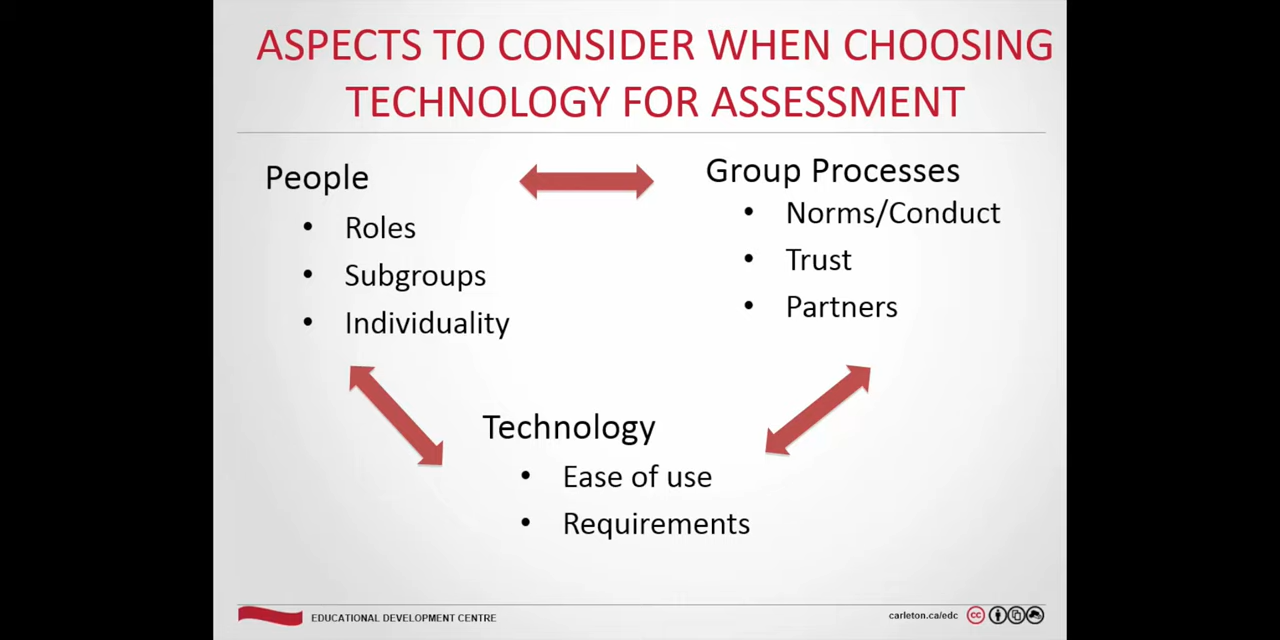 ASPECTS TO CONSIDER WHEN CHOOSING
TECHNOLOGY FOR ASSESSMENT
People
• Roles
• Subgroups
• Individuality
Group Processes
• Norms/Conduct
• Trust
• Partners
Technology
• Ease of use
• Requirements
EDUCATIONAL DEVELOPMENT CENTRE
carleton.ca/edc
cc